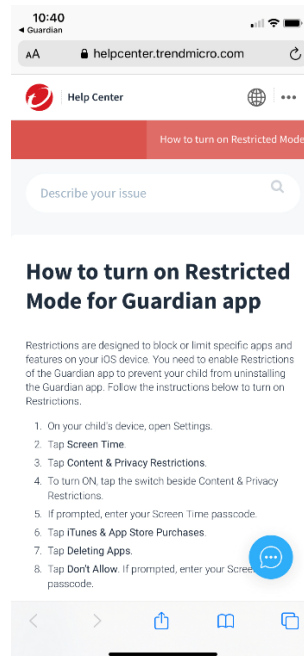 10:40
◀ Guardian
AA helpcenter.trendmicro.com
Help Center
How to turn on Restricted Mode
Describe your issue
How to turn on Restricted
Mode for Guardian app
Restrictions are designed to block or limit specific apps and
features on your iOS device. You need to enable Restrictions
of the Guardian app to prevent your child from uninstalling
the Guardian app. Follow the instructions below to turn on
Restrictions.
1. On your child's device, open Settings.
2. Tap Screen Time.
3. Tap Content & Privacy Restrictions.
4. To turn ON, tap the switch beside Content & Privacy
Restrictions.
5. If prompted, enter your Screen Time passcode.
6. Tap iTunes & App Store Purchases.
7. Tap Deleting Apps.
8. Tap Don't Allow. If prompted, enter your Scree
passcode.